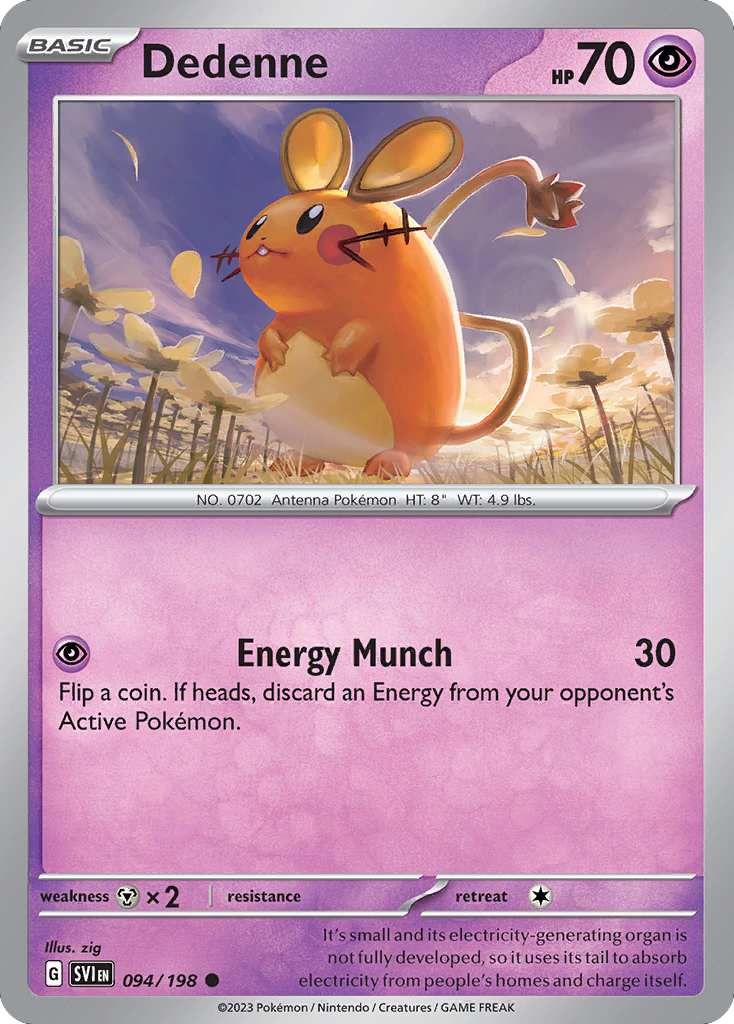 BASIC
Dedenne
HP 70
NO. 0702 Antenna Pokémon HT: 8" WT: 4.9 lbs.
Energy Munch 30
Flip a coin. If heads, discard an Energy from your opponent's
Active Pokémon.
weakness ×2 resistance retreat
Illus. zig
It's small and its electricity-generating organ is
not fully developed, so it uses its tail to absorb
electricity from people's homes and charge itself.
G SVI EN 094/198
©2023 Pokémon / Nintendo / Creatures / GAME FREAK